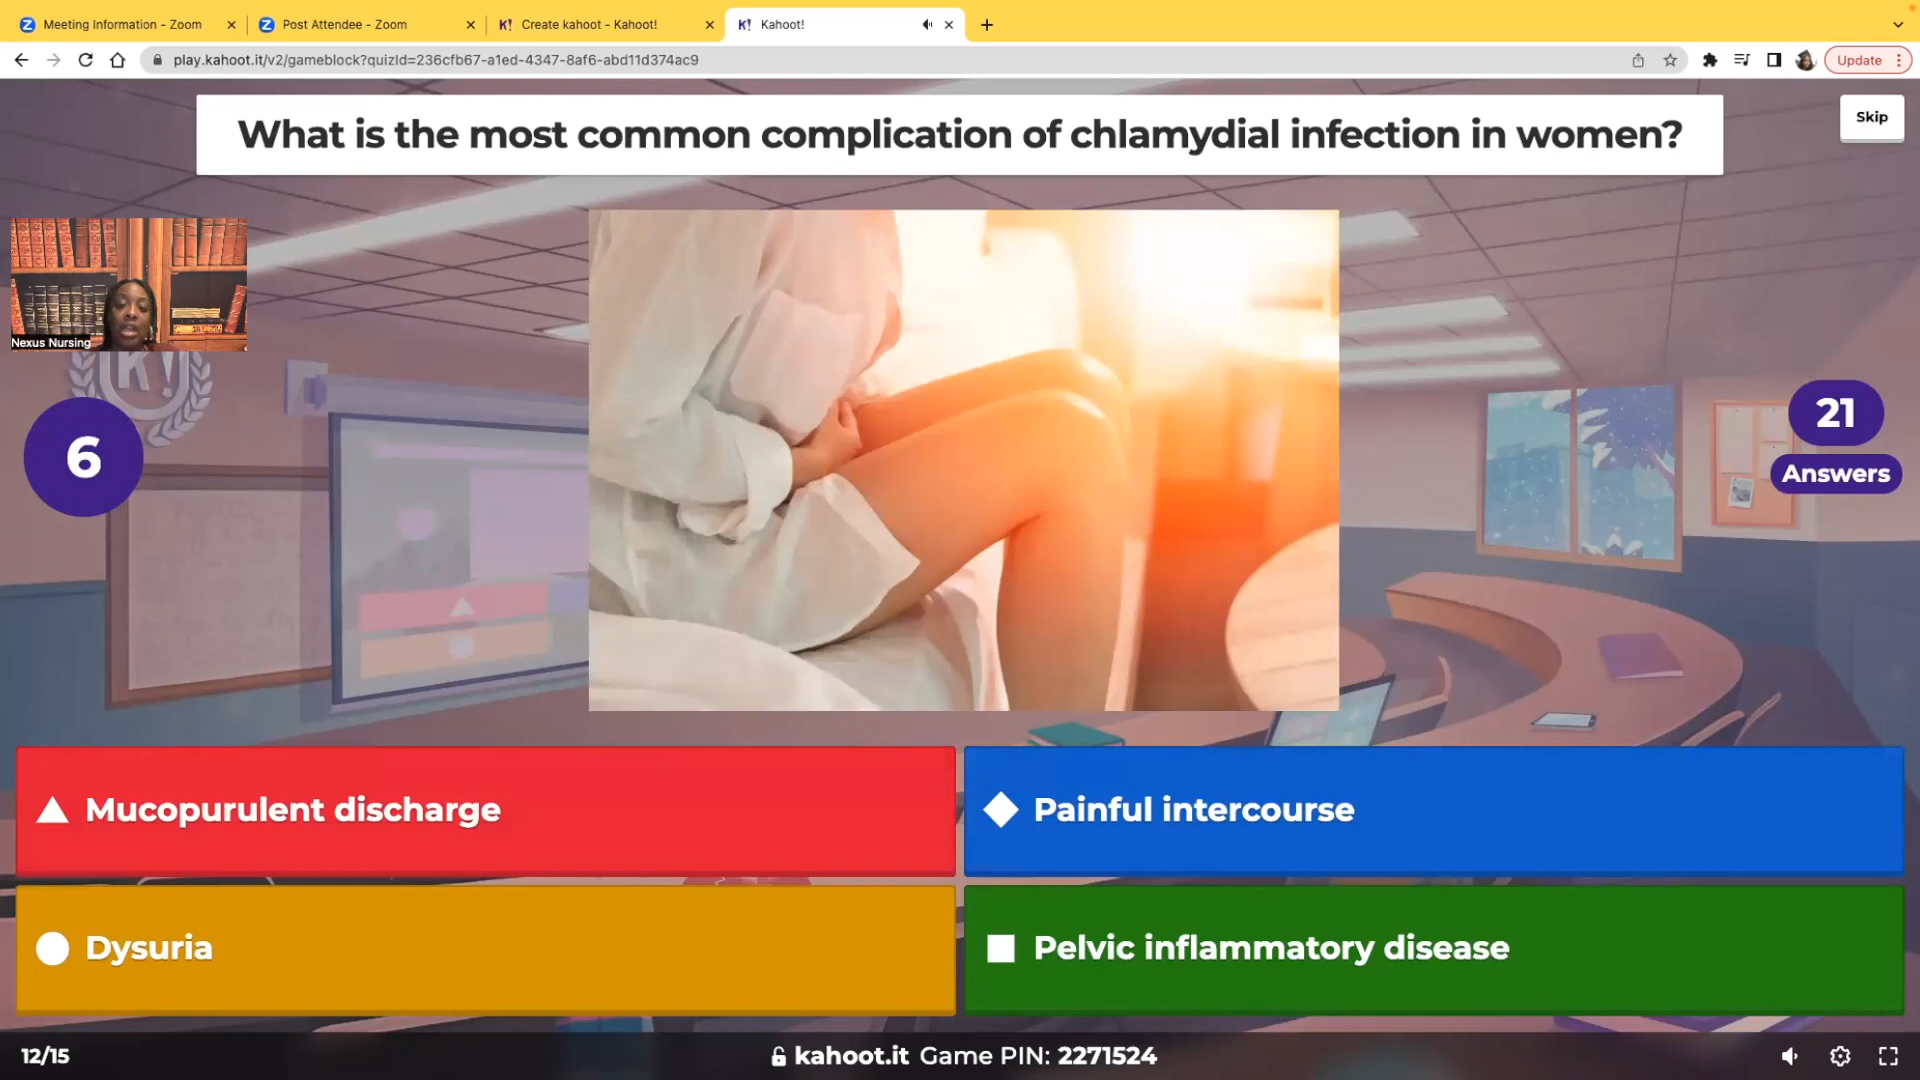 Meeting Information - Zoom
Post Attendee - Zoom
K! Create kahoot - Kahoot!
K! Kahoot!
play.kahoot.it/v2/gameblock?quizId=236cfb67-a1ed-4347-8af6-abd11d374ac9
Update
What is the most common complication of chlamydial infection in women?
Skip
Nexus Nursing
K!
6
21
Answers
Mucopurulent discharge
Painful intercourse
Dysuria
Pelvic inflammatory disease
12/15
kahoot.it Game PIN: 2271524